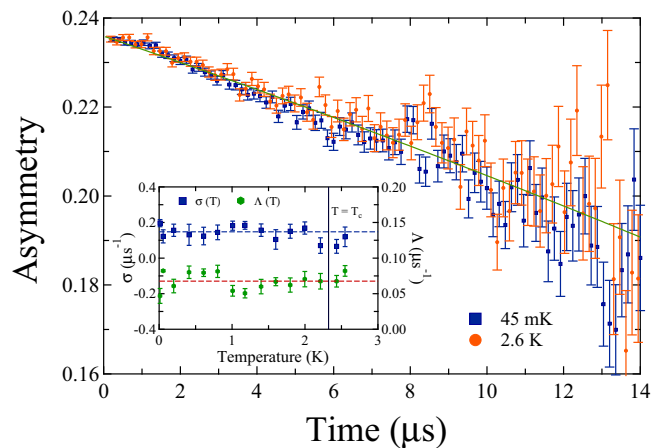 0.24
0.22
0.20
0.18
0.16
Asymmetry
0 2 4 6 8 10 12 14
Time (μs)
45 mK
2.6 K
σ (T) Λ (T)
T = Tc
0.4
0.2
0.0
-0.2
-0.4
σ (μs-1)
0.20
0.15
0.10
0.05
0.00
Λ (μs-1)
0 1 2 3
Temperature (K)